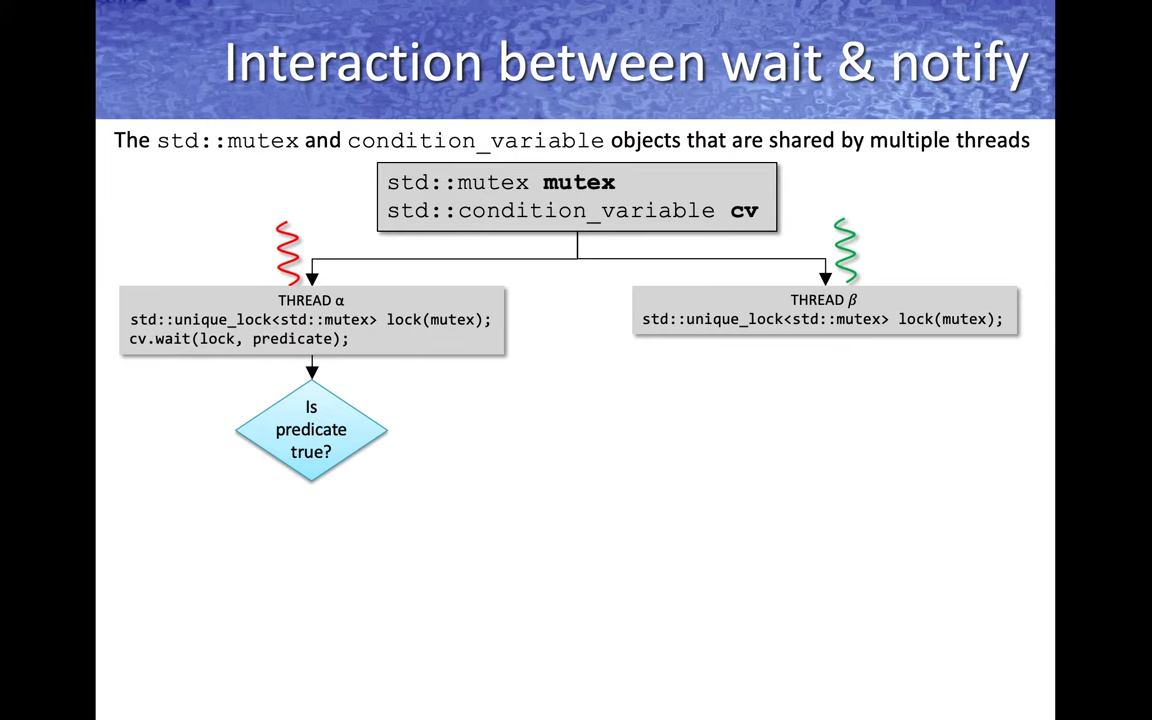 Interaction between wait & notify
The std::mutex and condition_variable objects that are shared by multiple threads
std::mutex mutex
std::condition_variable cv
THREAD α
std::unique_lock<std::mutex> lock(mutex);
cv.wait(lock, predicate);
THREAD β
std::unique_lock<std::mutex> lock(mutex);
Is
predicate
true?